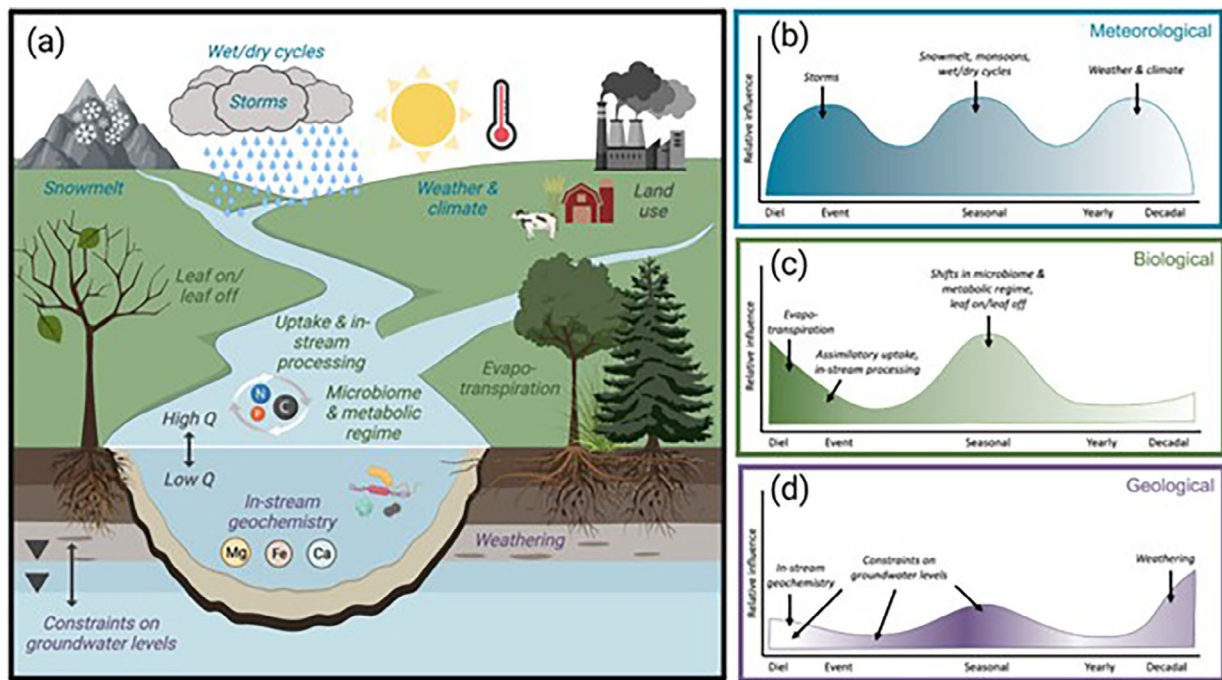 (a)
Wet/dry cycles
Storms
Snowmelt
Weather &
climate
Land
use
Leaf on/
leaf off
Uptake & in-
stream
processing
N
P
C
Evapo-
transpiration
Microbiome
& metabolic
regime
High Q
Low Q
In-stream
geochemistry
Mg
Fe
Ca
Weathering
Constraints on
groundwater levels
(b)
Meteorological
Relative influence
Storms
Snowmelt, monsoons,
wet/dry cycles
Weather & climate
Diel
Event
Seasonal
Yearly
Decadal
(c)
Biological
Relative influence
Evapo-
transpiration
Assimilatory uptake,
in-stream processing
Shifts in microbiome &
metabolic regime,
leaf on/leaf off
Diel
Event
Seasonal
Yearly
Decadal
(d)
Geological
Relative influence
In-stream
geochemistry
Constraints on
groundwater levels
Weathering
Diel
Event
Seasonal
Yearly
Decadal